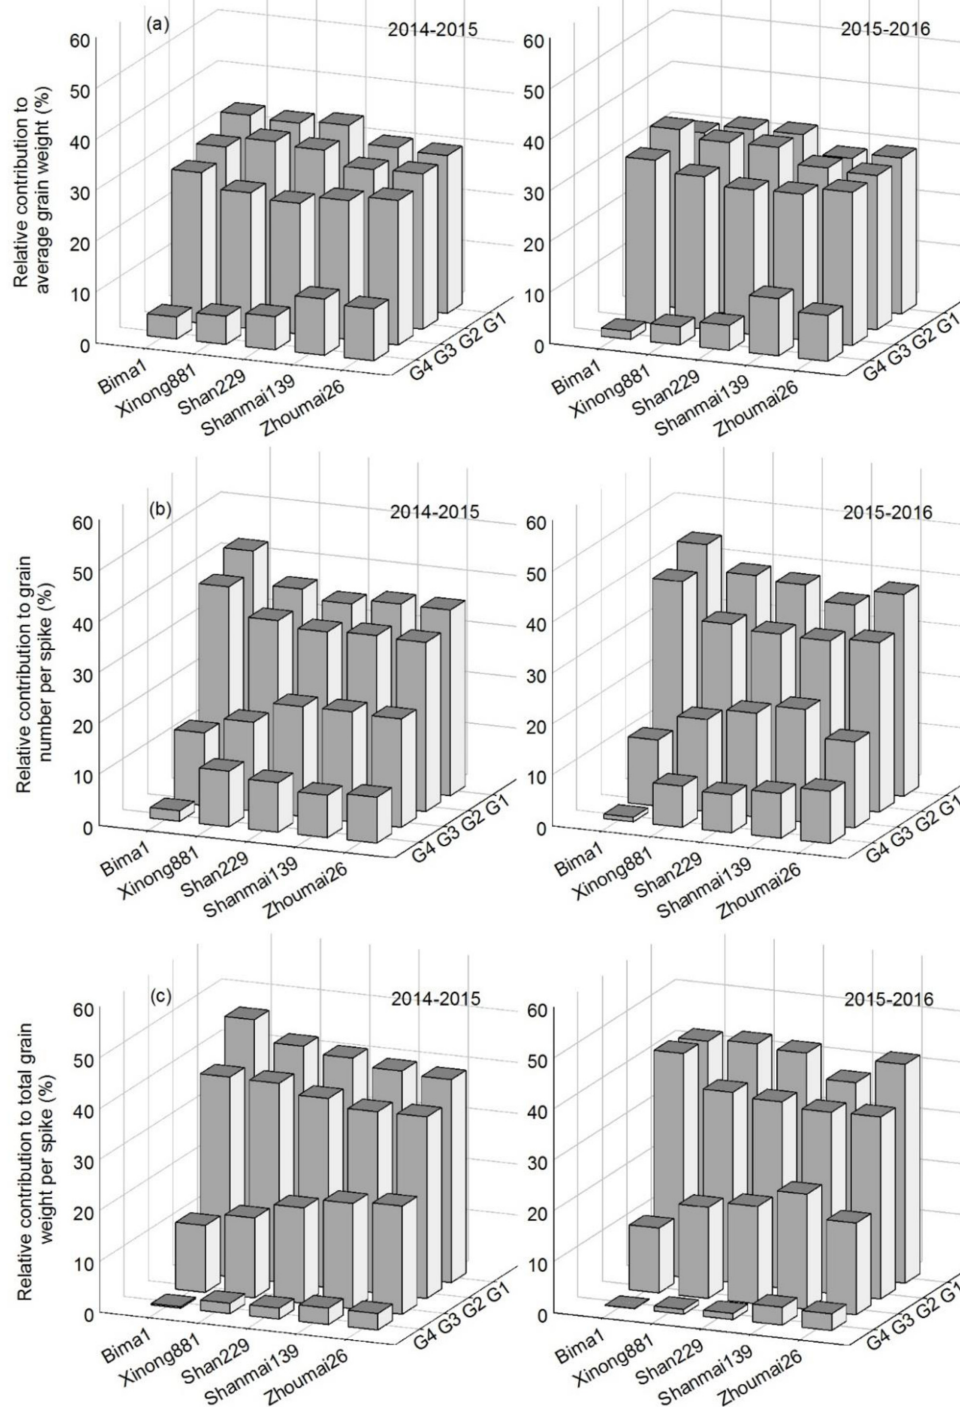 (a)
2014-2015
2015-2016
Relative contribution to
average grain weight (%)
60
50
40
30
20
10
0
60
50
40
30
20
10
0
Bima1
Xinong881
Shan229
Shanmai139
Zhoumai26
G4 G3 G2 G1
Bima1
Xinong881
Shan229
Shanmai139
Zhoumai26
G4 G3 G2 G1
(b)
2014-2015
2015-2016
Relative contribution to grain
number per spike (%)
60
50
40
30
20
10
0
60
50
40
30
20
10
0
Bima1
Xinong881
Shan229
Shanmai139
Zhoumai26
G4 G3 G2 G1
Bima1
Xinong881
Shan229
Shanmai139
Zhoumai26
G4 G3 G2 G1
(c)
2014-2015
2015-2016
Relative contribution to total grain
weight per spike (%)
60
50
40
30
20
10
0
60
50
40
30
20
10
0
Bima1
Xinong881
Shan229
Shanmai139
Zhoumai26
G4 G3 G2 G1
Bima1
Xinong881
Shan229
Shanmai139
Zhoumai26
G4 G3 G2 G1